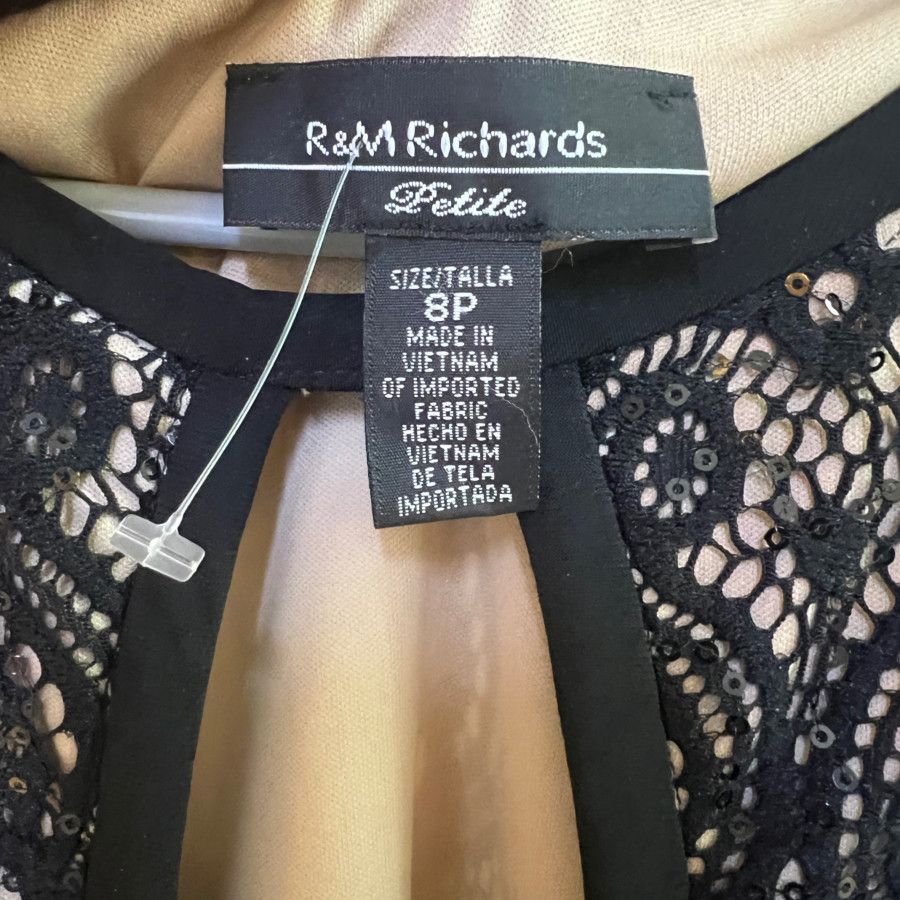 R&M Richards
Petite
SIZE/TALLA
8P
MADE IN
VIETNAM
OF IMPORTED
FABRIC
HECHO EN
VIETNAM
DE TELA
IMPORTADA